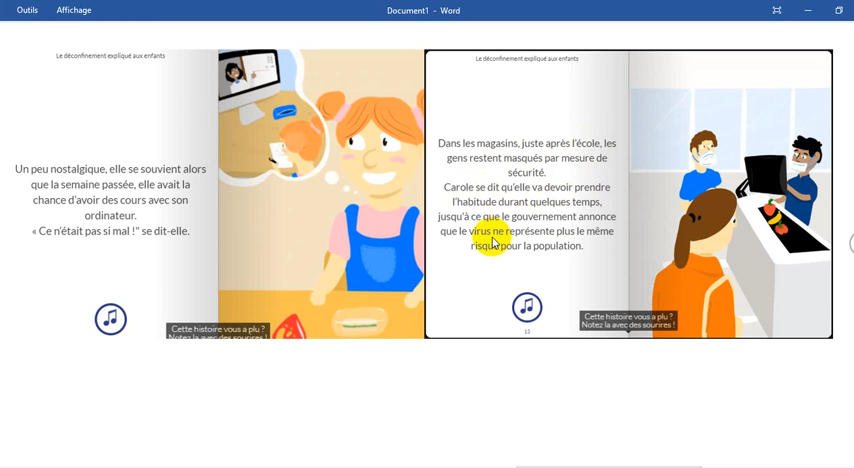 Outils
Affichage
Document1 - Word
Le déconfinement expliqué aux enfants
Un peu nostalgique, elle se souvient alors
que la semaine passée, elle avait la
chance d'avoir des cours avec son
ordinateur.
« Ce n'était pas si mal !" se dit-elle.
Cette histoire vous a plu ?
Notez la avec des sourires !
Le déconfinement expliqué aux enfants
Dans les magasins, juste après l'école, les
gens restent masqués par mesure de
sécurité.
Carole se dit qu'elle va devoir prendre
l'habitude durant quelques temps,
jusqu'à ce que le gouvernement annonce
que le virus ne représente plus le même
risque pour la population.
13
Cette histoire vous a plu ?
Notez la avec des sourires !